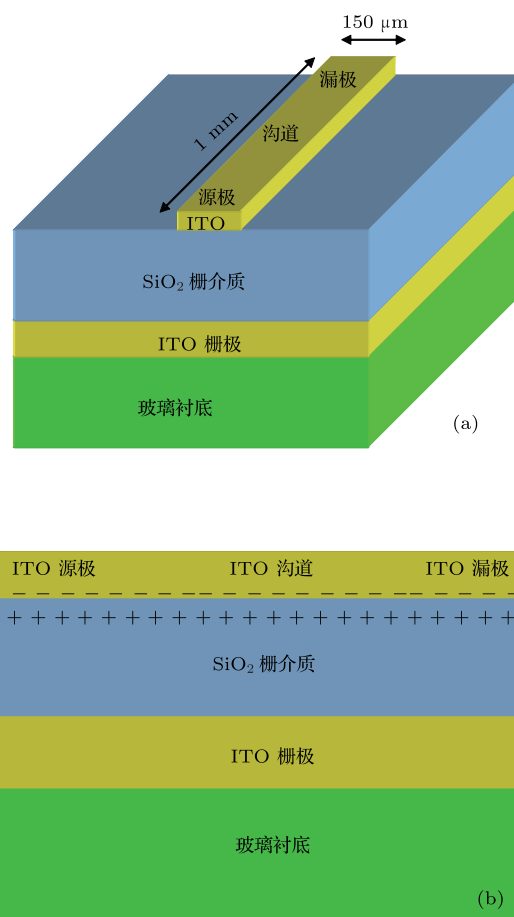 150 μm
1 mm
漏极
沟道
源极
ITO
SiO₂ 栅介质
ITO 栅极
玻璃衬底
(a)
ITO 源极 ITO 沟道 ITO 漏极
− − − − − − − − − − − − − − − − − − − − − −
+ + + + + + + + + + + + + + + + + + + + + +
SiO₂ 栅介质
ITO 栅极
玻璃衬底
(b)